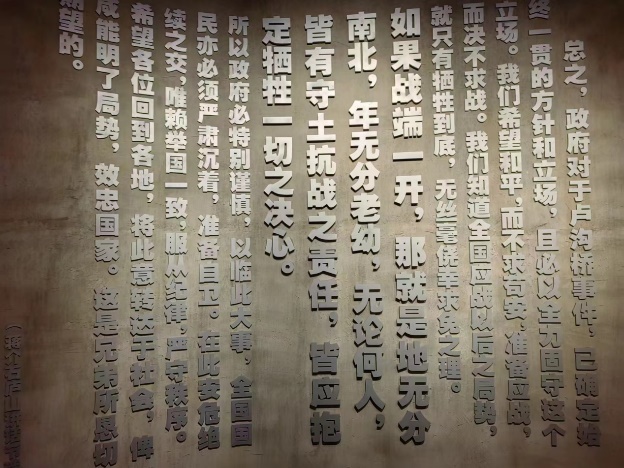 总之，政府对于卢沟桥事件，已确定始
终一贯的方针和立场，且必以全力固守这个
立场。我们希望和平，而不求苟安，准备应战，
而决不求战。我们知道全国应战以后之局势，
就只有牺牲到底，无丝毫侥幸求免之理。
如果战端一开，那就是地无分
南北，年无分老幼，无论何人，
皆有守土抗战之责任，皆应抱
定牺牲一切之决心。
所以政府必特别谨慎，以临此大事，全国国
民亦必须严肃沉着，准备自卫。在此安危绝
续之交，唯赖举国一致，服从纪律，严守秩序。
希望各位回到各地，将此意转达于社会，俾
咸能明了局势，效忠国家。这是兄弟所恳切
期望的。
（蒋介石庐山